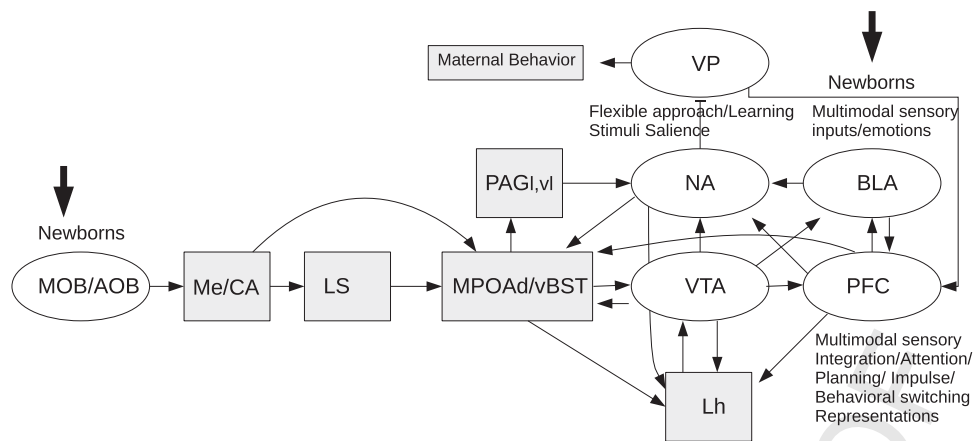 VP
Maternal Behavior
Newborns
Flexible approach/Learning
Stimuli Salience
Multimodal sensory
inputs/emotions
PAGl,vl
NA
BLA
Newborns
MOB/AOB
Me/CA
LS
MPOAd/vBST
VTA
PFC
Multimodal sensory
Integration/Attention/
Planning/ Impulse/
Behavioral switching
Representations
Lh